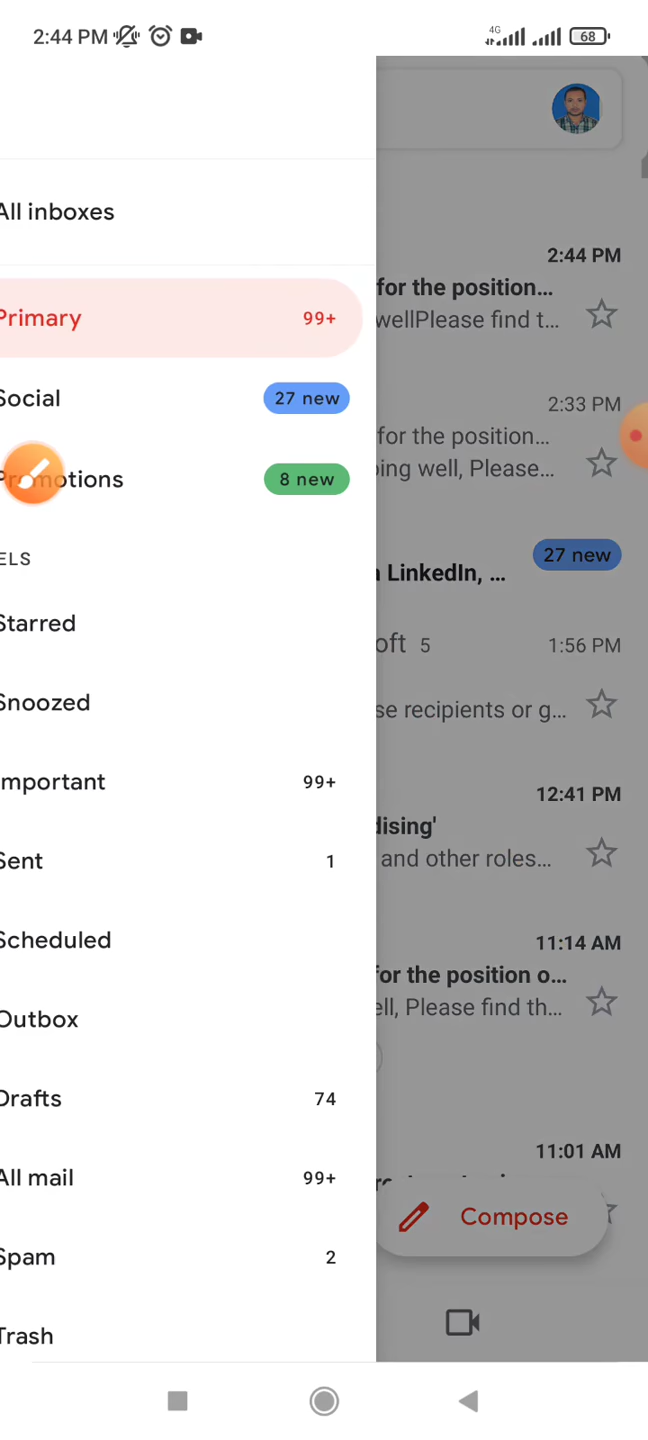 2:44 PM
4G
68
All inboxes
Primary 99+
Social 27 new
Promotions 8 new
ELS
Starred
Snoozed
Important 99+
Sent 1
Scheduled
Outbox
Drafts 74
All mail 99+
Spam 2
Trash
2:44 PM
for the position...
wellPlease find t...
2:33 PM
for the position...
ing well, Please...
27 new
LinkedIn, ...
oft 5
1:56 PM
se recipients or g...
12:41 PM
dising'
and other roles...
11:14 AM
for the position o...
ell, Please find th...
11:01 AM
Compose